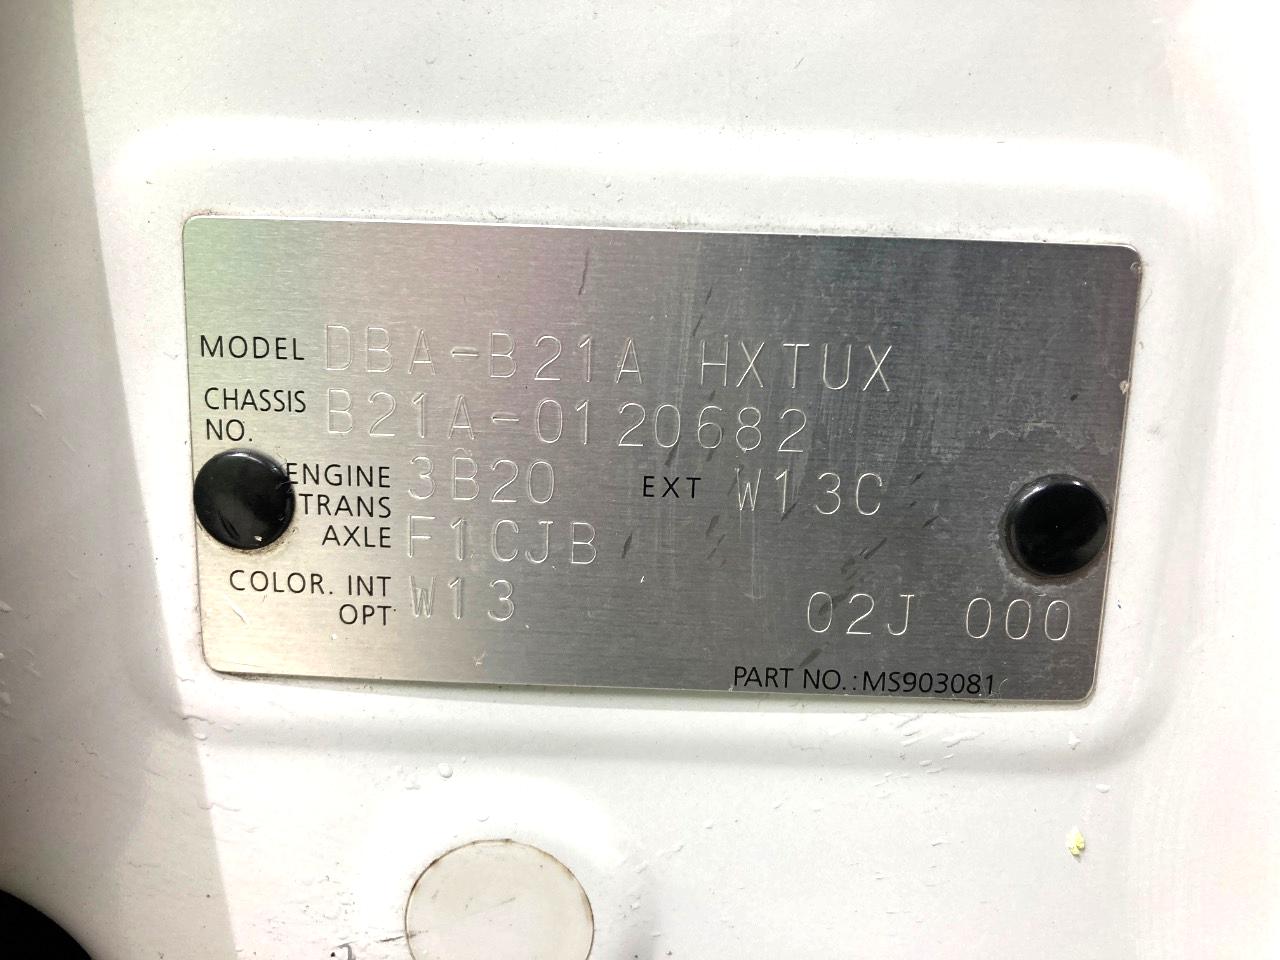 MODEL DBA-B21A HXTUX
CHASSIS NO. B21A-0120682
ENGINE 3B20 EXT W13C
TRANS AXLE F1CJB
COLOR. INT OPT W13 02J 000
PART NO.:MS903081